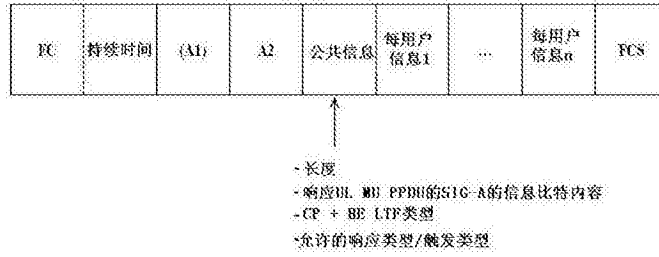 FC 持续时间 (A1) A2 公共信息 每用户信息1 ... 每用户信息n FCS
-长度
-响应UL MU PPDU的SIG-A的信息比特内容
-CP + HE LTF类型
-允许的响应类型/触发类型